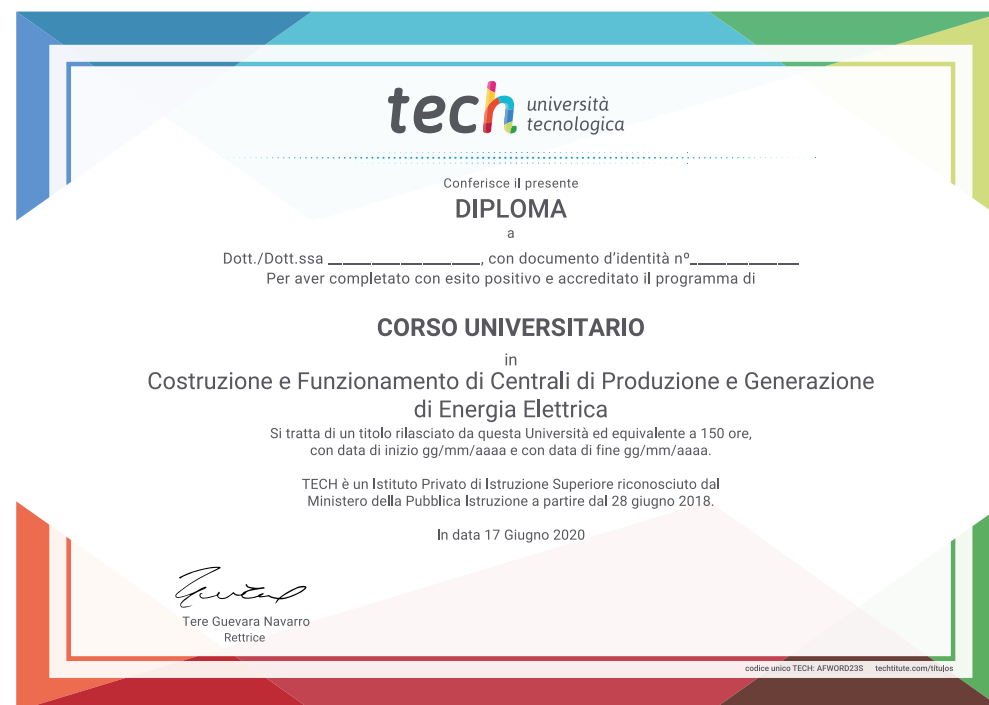 tech università
tecnologica
Conferisce il presente
DIPLOMA
a
Dott./Dott.ssa ____________________, con documento d'identità nº______________
Per aver completato con esito positivo e accreditato il programma di
CORSO UNIVERSITARIO
in
Costruzione e Funzionamento di Centrali di Produzione e Generazione
di Energia Elettrica
Si tratta di un titolo rilasciato da questa Università ed equivalente a 150 ore,
con data di inizio gg/mm/aaaa e con data di fine gg/mm/aaaa.
TECH è un Istituto Privato di Istruzione Superiore riconosciuto dal
Ministero della Pubblica Istruzione a partire dal 28 giugno 2018.
In data 17 Giugno 2020
Tere Guevara Navarro
Rettrice
codice unico TECH: AFWORD23S techtitute.com/títulos